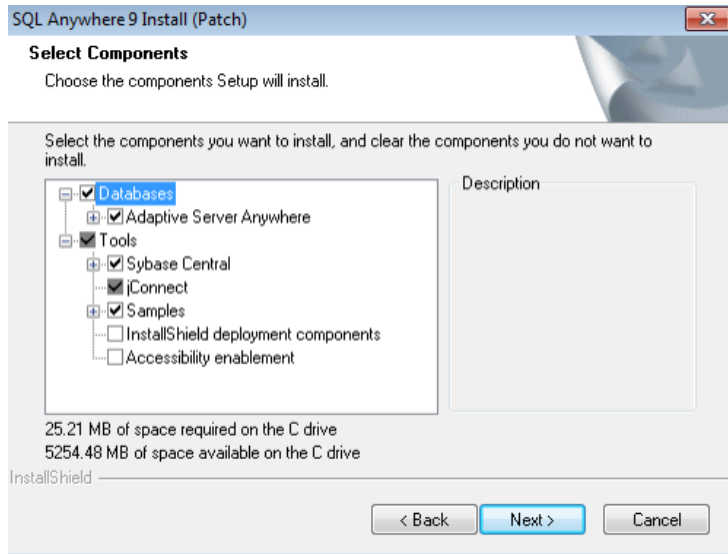 SQL Anywhere 9 Install (Patch)
Select Components
Choose the components Setup will install.
Select the components you want to install, and clear the components you do not want to
install.
Databases
Adaptive Server Anywhere
Tools
Sybase Central
jConnect
Samples
InstallShield deployment components
Accessibility enablement
Description
25.21 MB of space required on the C drive
5254.48 MB of space available on the C drive
InstallShield
< Back
Next >
Cancel